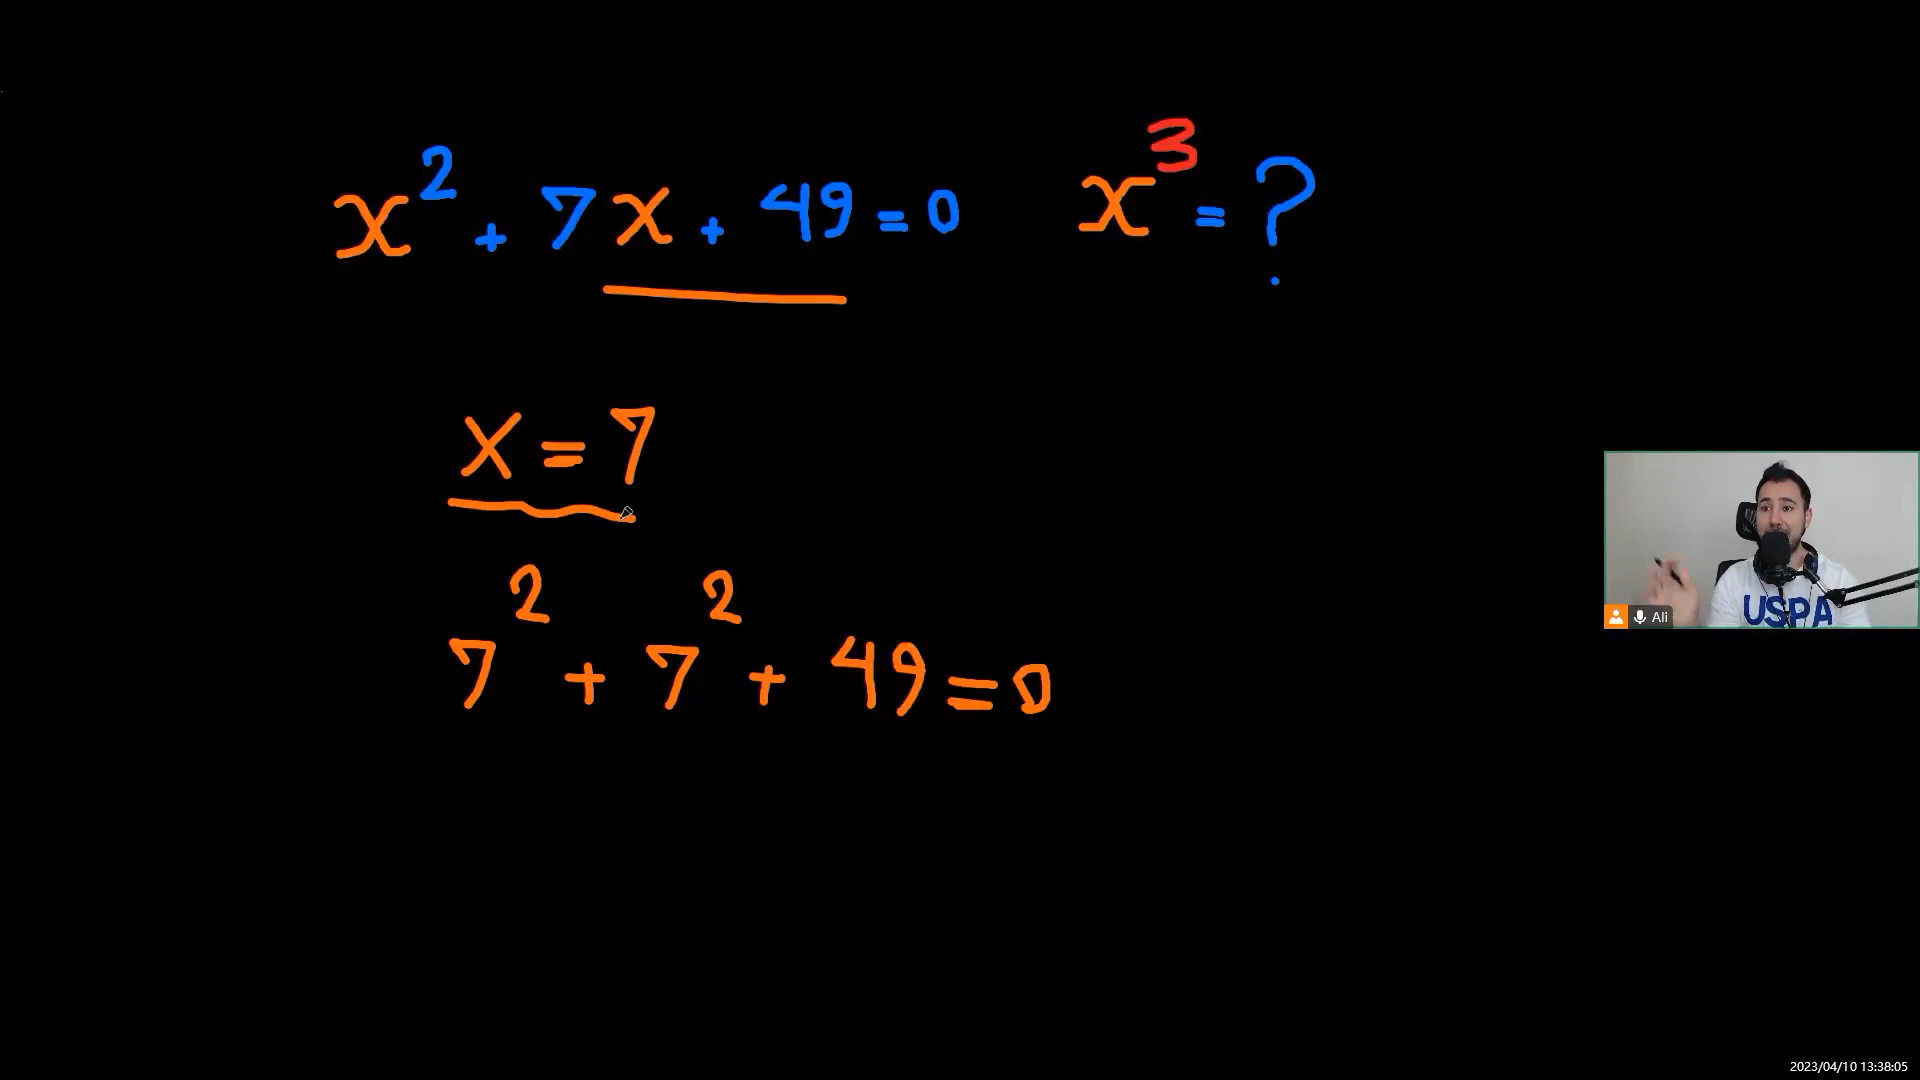 x² + 7x + 49 = 0
x³ = ?
x = 7
7² + 7² + 49 = 0
USPA
Ali
2023/04/10 13:38:05